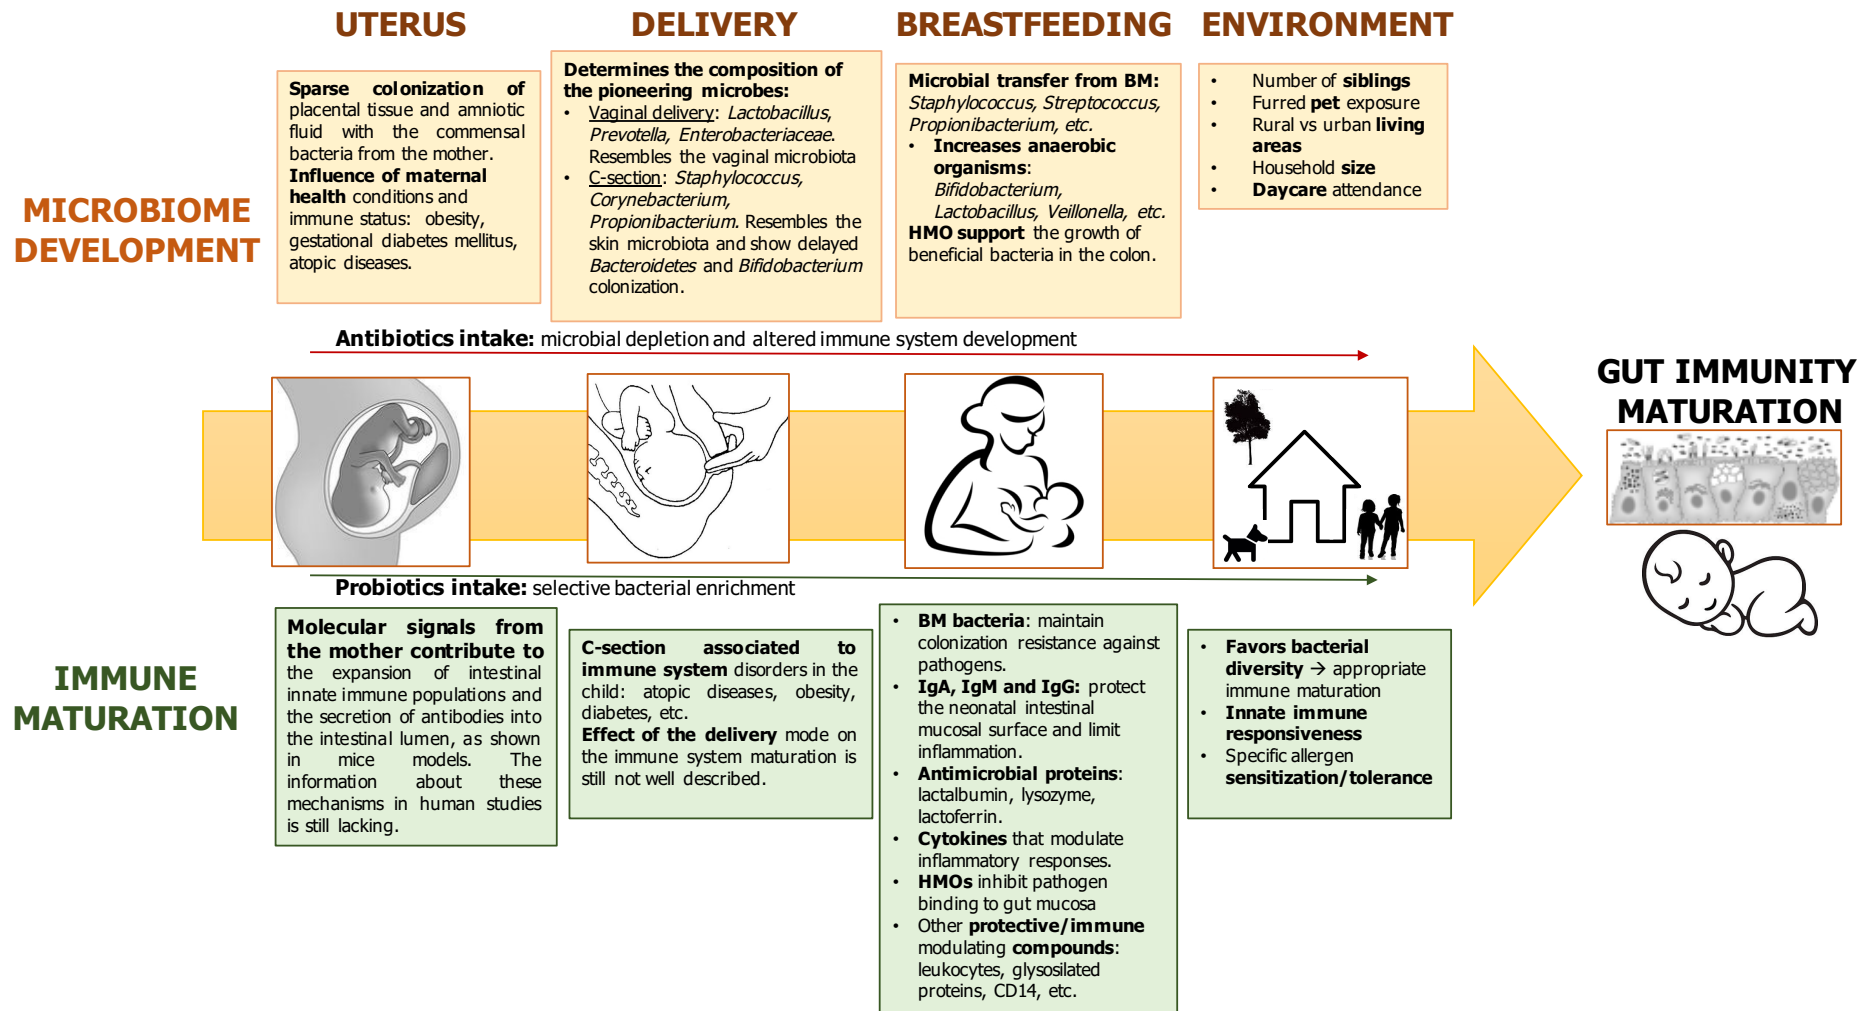 UTERUS
DELIVERY
BREASTFEEDING
ENVIRONMENT
MICROBIOME
DEVELOPMENT
Sparse colonization of
placental tissue and amniotic
fluid with the commensal
bacteria from the mother.
Influence of maternal
health conditions and
immune status: obesity,
gestational diabetes mellitus,
atopic diseases.
Determines the composition of
the pioneering microbes:
• Vaginal delivery: Lactobacillus,
Prevotella, Enterobacteriaceae.
Resembles the vaginal microbiota
• C-section: Staphylococcus,
Corynebacterium,
Propionibacterium. Resembles the
skin microbiota and show delayed
Bacteroidetes and Bifidobacterium
colonization.
Microbial transfer from BM:
Staphylococcus, Streptococcus,
Propionibacterium, etc.
• Increases anaerobic
organisms:
Bifidobacterium,
Lactobacillus, Veillonella, etc.
HMO support the growth of
beneficial bacteria in the colon.
• Number of siblings
• Furred pet exposure
• Rural vs urban living
areas
• Household size
• Daycare attendance
Antibiotics intake: microbial depletion and altered immune system development
GUT IMMUNITY
MATURATION
Probiotics intake: selective bacterial enrichment
IMMUNE
MATURATION
Molecular signals from
the mother contribute to
the expansion of intestinal
innate immune populations and
the secretion of antibodies into
the intestinal lumen, as shown
in mice models. The
information about these
mechanisms in human studies
is still lacking.
C-section associated to
immune system disorders in the
child: atopic diseases, obesity,
diabetes, etc.
Effect of the delivery mode on
the immune system maturation is
still not well described.
• BM bacteria: maintain
colonization resistance against
pathogens.
• IgA, IgM and IgG: protect
the neonatal intestinal
mucosal surface and limit
inflammation.
• Antimicrobial proteins:
lactalbumin, lysozyme,
lactoferrin.
• Cytokines that modulate
inflammatory responses.
• HMOs inhibit pathogen
binding to gut mucosa
• Other protective/immune
modulating compounds:
leukocytes, glysosilated
proteins, CD14, etc.
• Favors bacterial
diversity → appropriate
immune maturation
• Innate immune
responsiveness
• Specific allergen
sensitization/tolerance